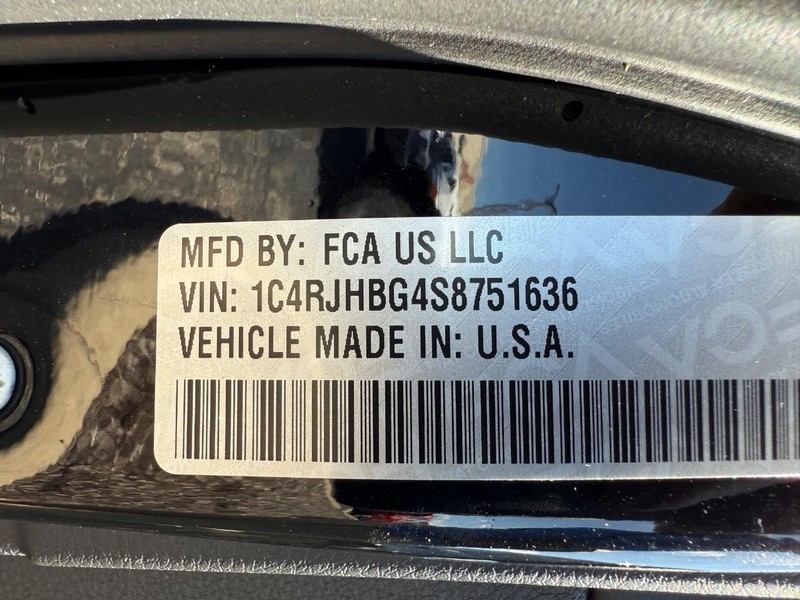 MFD BY: FCA US LLC
VIN: 1C4RJHBG4S8751636
VEHICLE MADE IN: U.S.A.